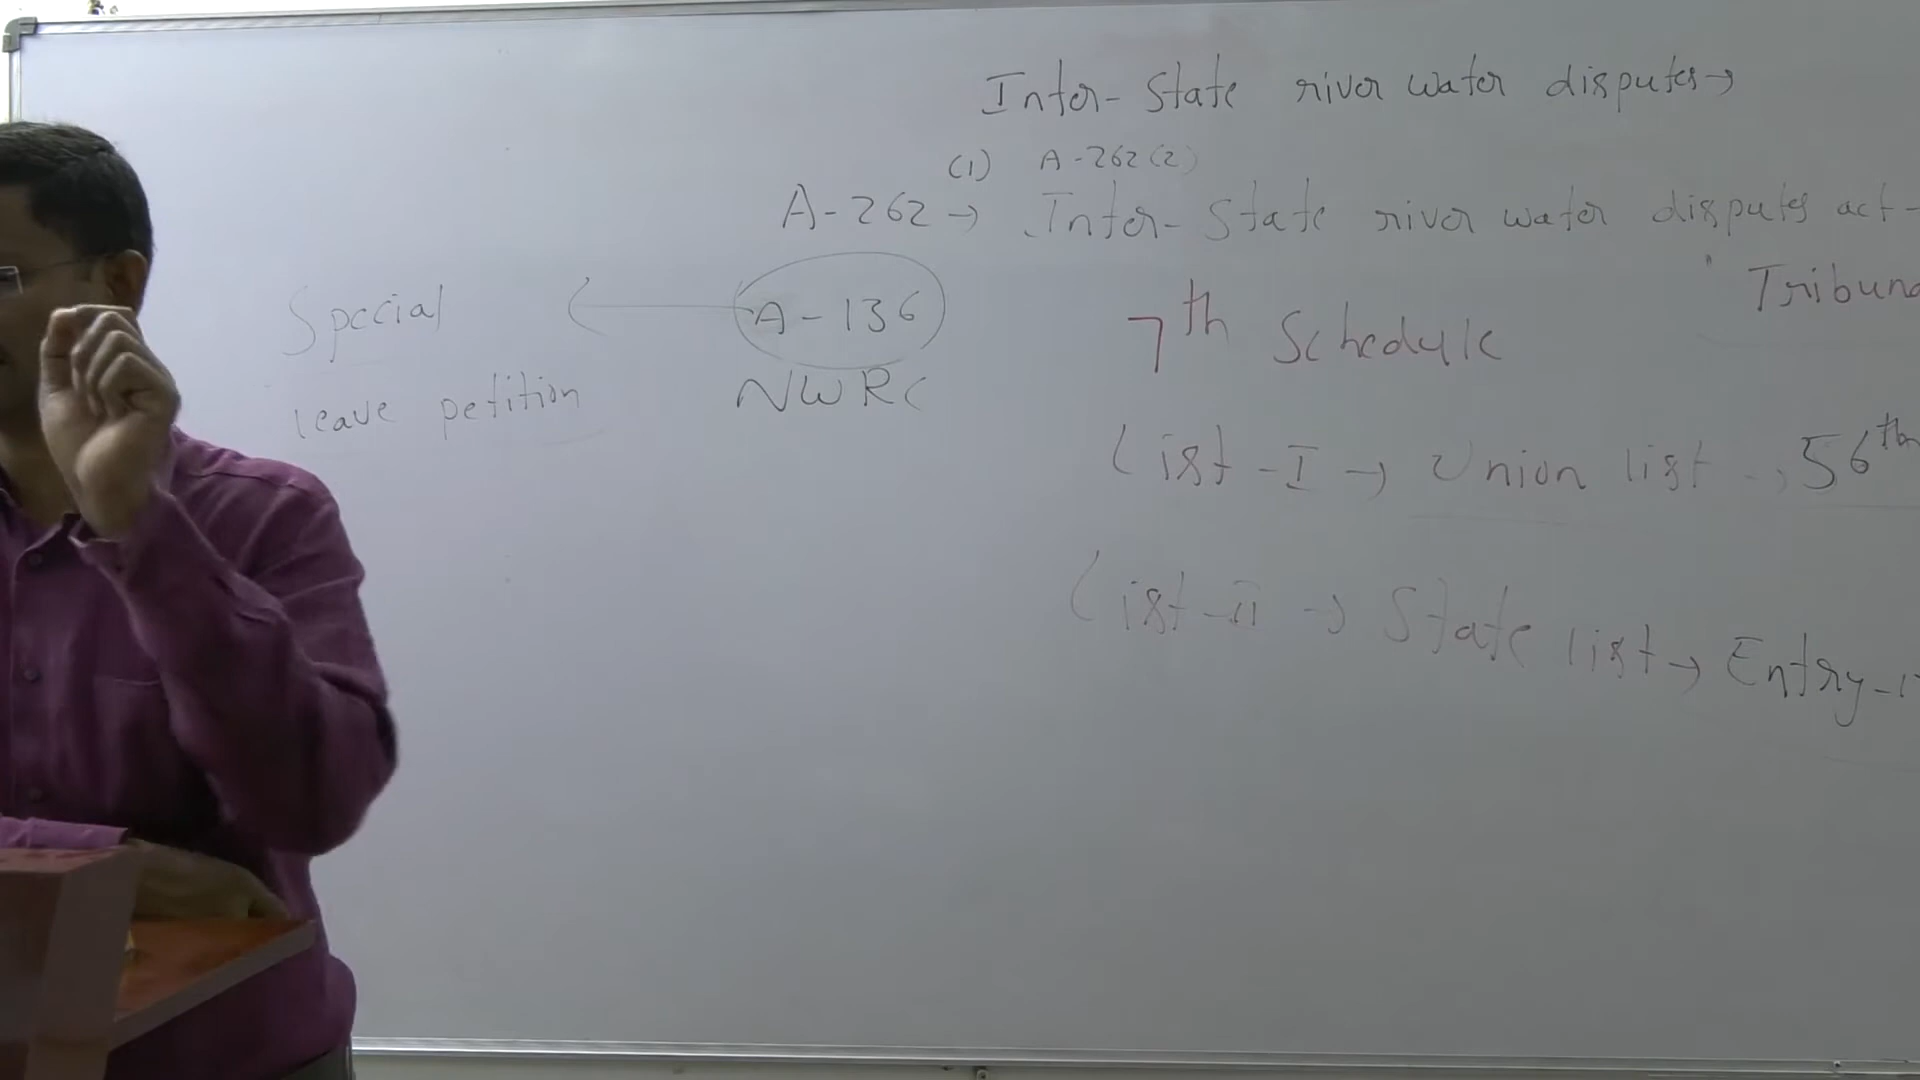 Inter-State river water disputes→
(1) A-262(2)
A-262 → Inter-State river water disputes act-
Tribuna
Special ← A-136
7th Schedule
leave petition
NWRC
List-I → Union list → 56th
List-II → State list → Entry-17